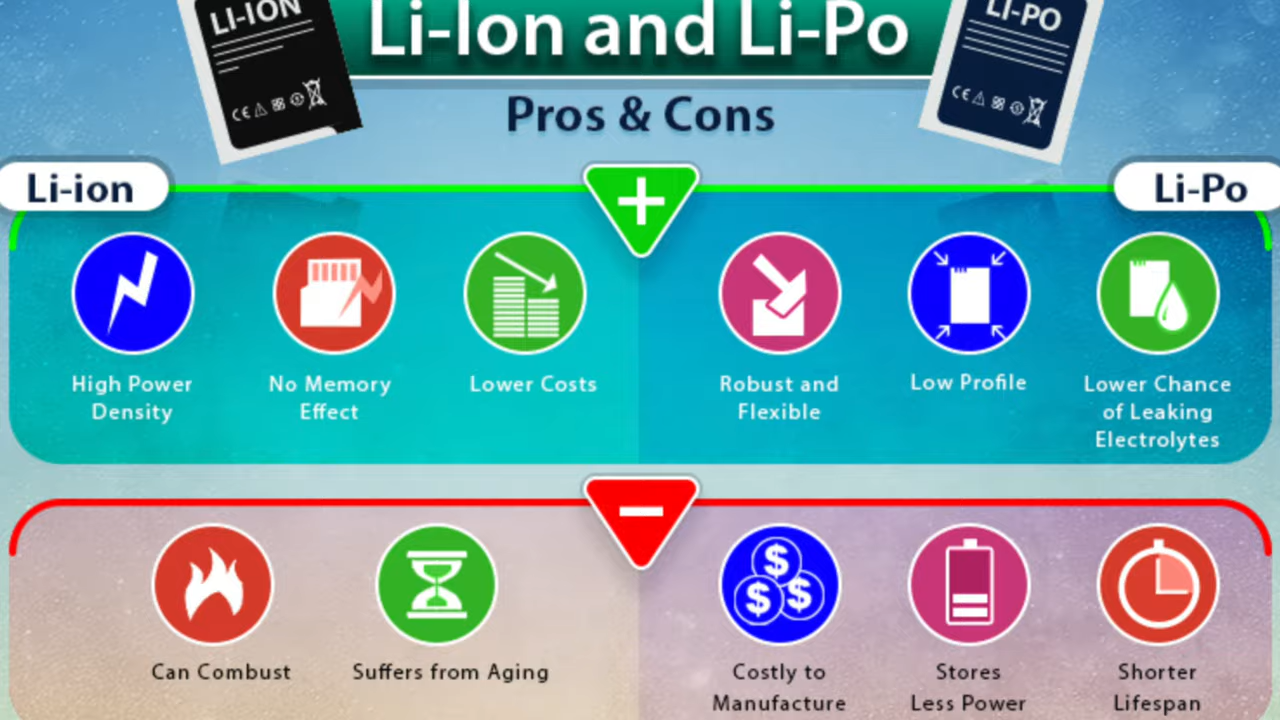 LI-ION
Li-Ion and Li-Po
LI-PO
CE
CE
Pros & Cons
Li-ion
Li-Po
+
High Power
Density
No Memory
Effect
Lower Costs
Robust and
Flexible
Low Profile
Lower Chance
of Leaking
Electrolytes
−
$
$
$
Can Combust
Suffers from Aging
Costly to
Manufacture
Stores
Less Power
Shorter
Lifespan